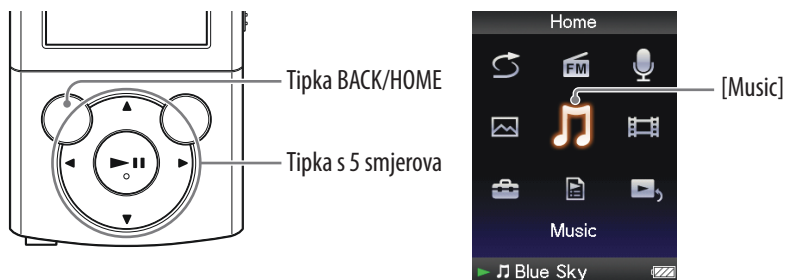 Tipka BACK/HOME
Tipka s 5 smjerova
Home
FM
[Music]
Music
Blue Sky